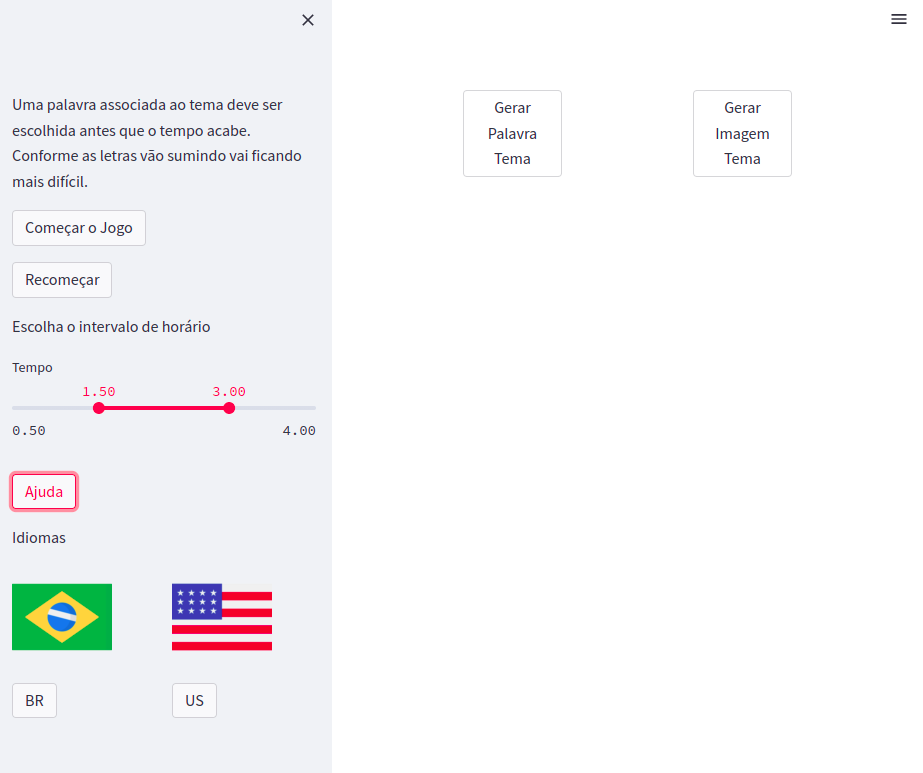 Uma palavra associada ao tema deve ser
escolhida antes que o tempo acabe.
Conforme as letras vão sumindo vai ficando
mais difícil.
Começar o Jogo
Recomeçar
Escolha o intervalo de horário
Tempo
1.50 3.00
0.50 4.00
Ajuda
Idiomas
BR US
Gerar
Palavra
Tema
Gerar
Imagem
Tema